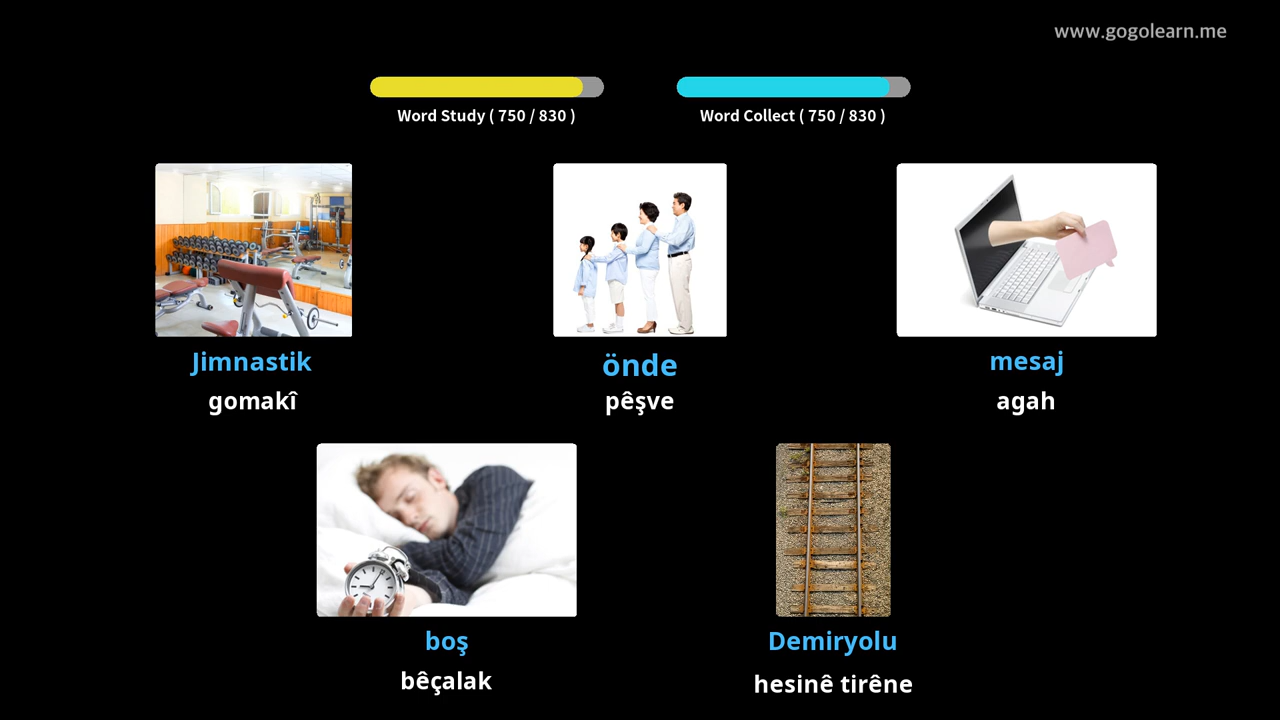 www.gogolearn.me
Word Study ( 750 / 830 )
Word Collect ( 750 / 830 )
Jimnastik
gomakî
önde
pêşve
mesaj
agah
boş
bêçalak
Demiryolu
hesinê tirêne